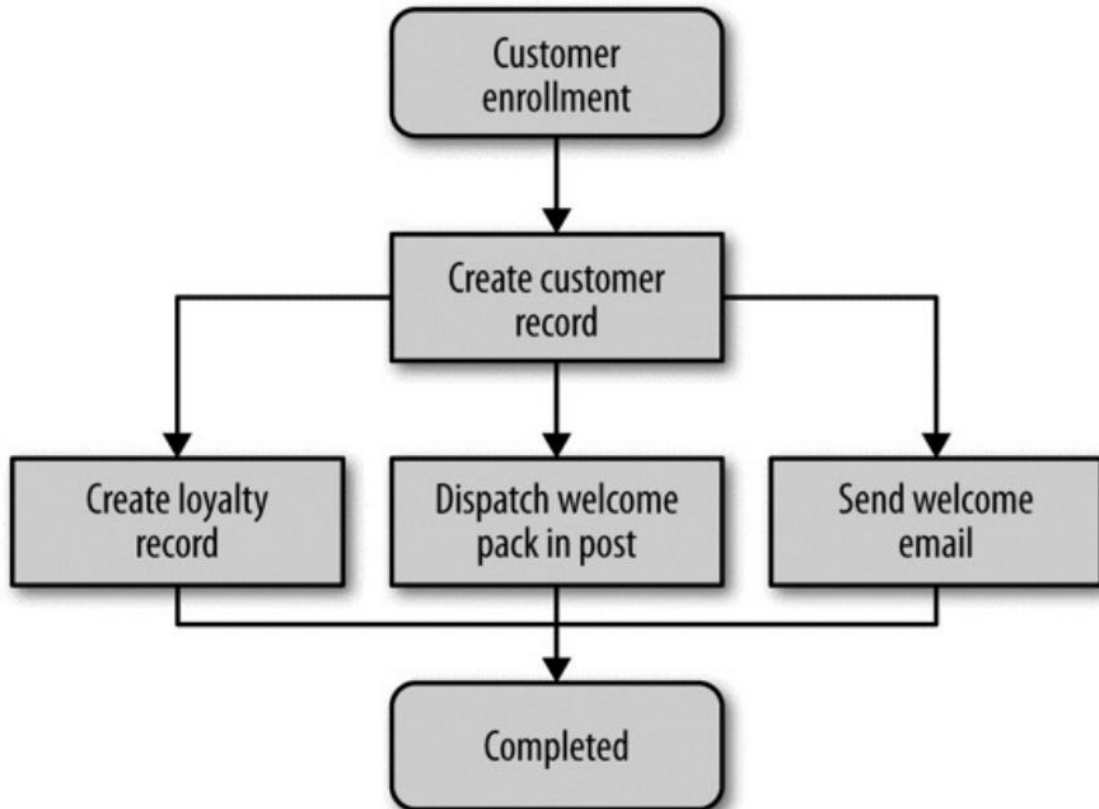 Customer
enrollment
Create customer
record
Create loyalty
record
Dispatch welcome
pack in post
Send welcome
email
Completed